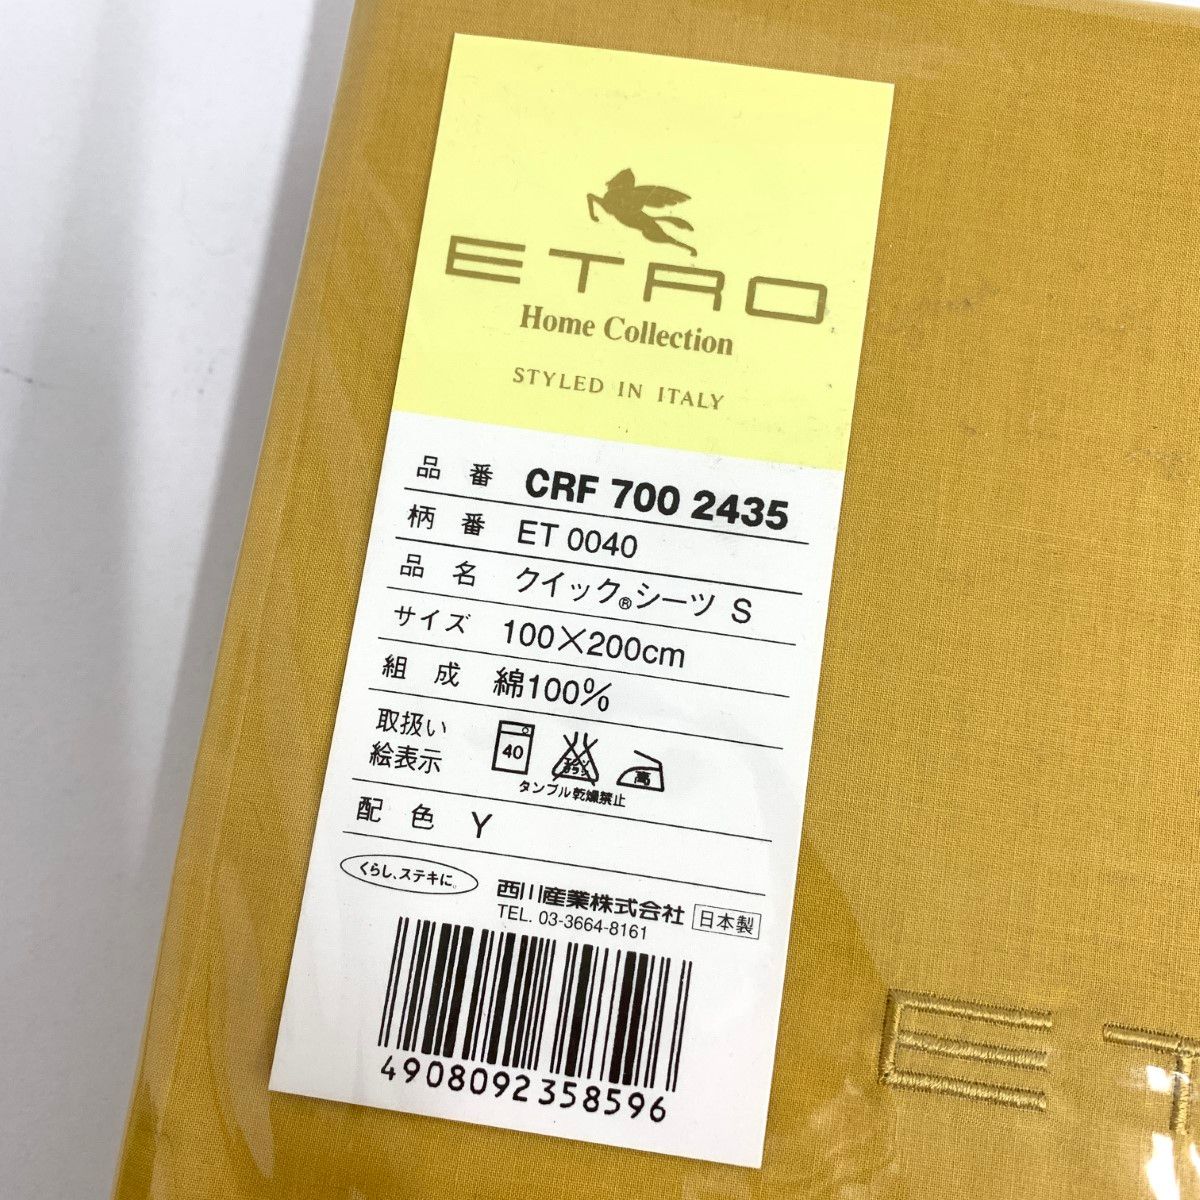 ETRO
Home Collection
STYLED IN ITALY
品番 CRF 700 2435
柄番 ET 0040
品名 クイック®シーツ S
サイズ 100×200cm
組成 綿100%
取扱い
絵表示
40
高
タンブル乾燥禁止
配色 Y
くらし、ステキに。
西川産業株式会社 日本製
TEL. 03-3664-8161
4908092358596
ET